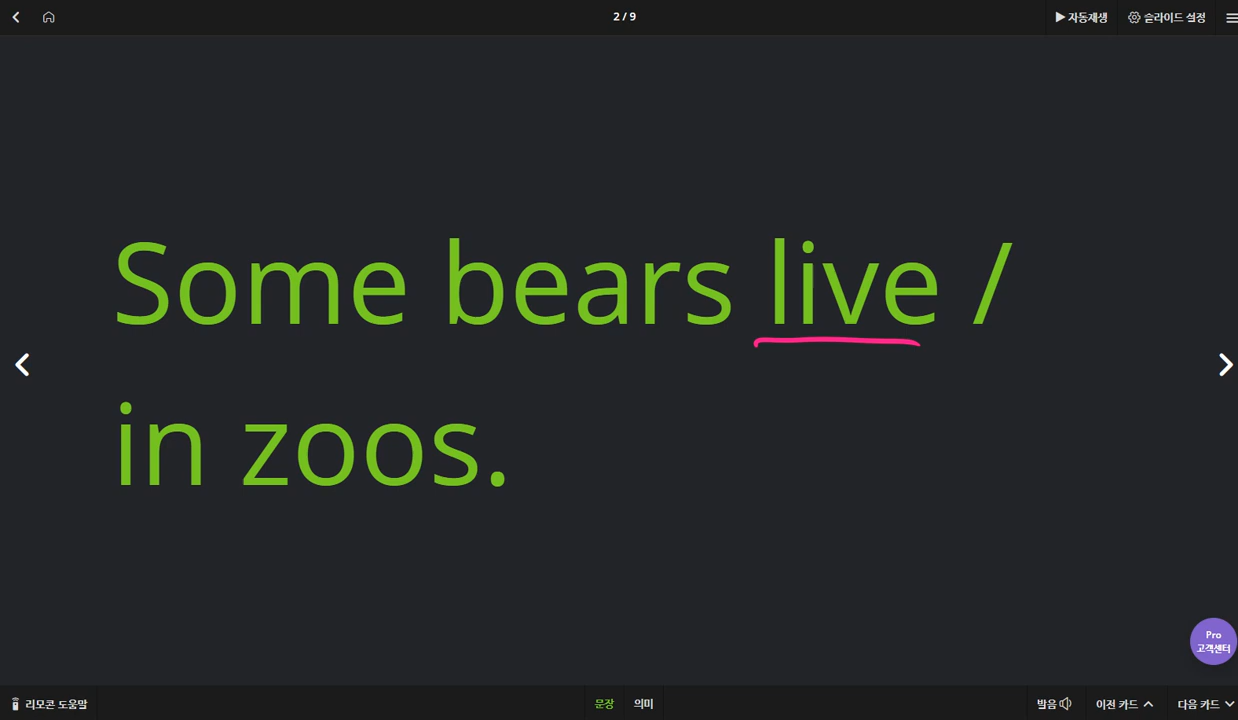 2 / 9
자동재생
슬라이드 설정
Some bears live /
in zoos.
Pro
고객센터
리모콘 도움말
문장
의미
발음
이전 카드
다음 카드